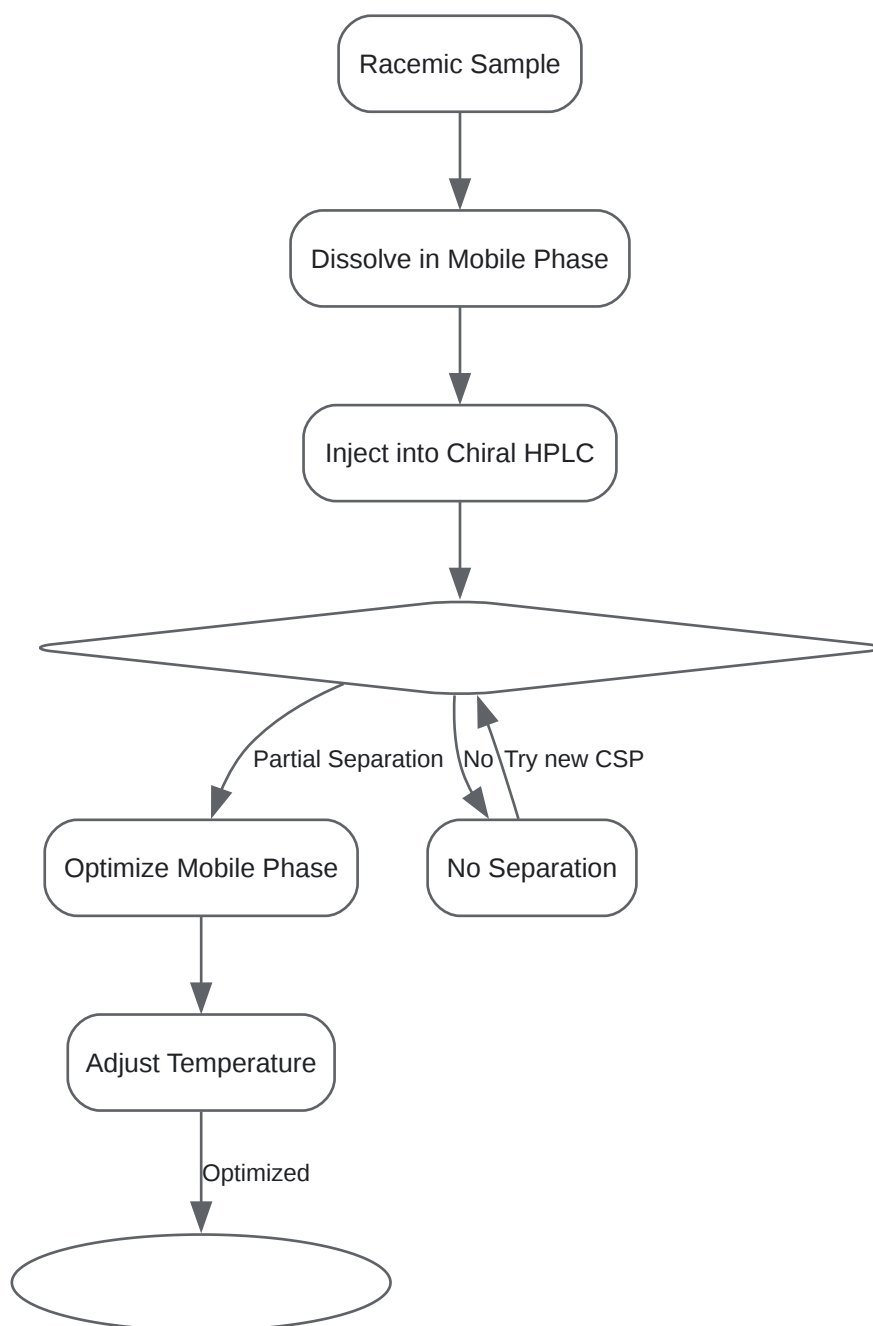 Racemic Sample
Dissolve in Mobile Phase
Inject into Chiral HPLC
Partial Separation
No
Try new CSP
Optimize Mobile Phase
No Separation
Adjust Temperature
Optimized